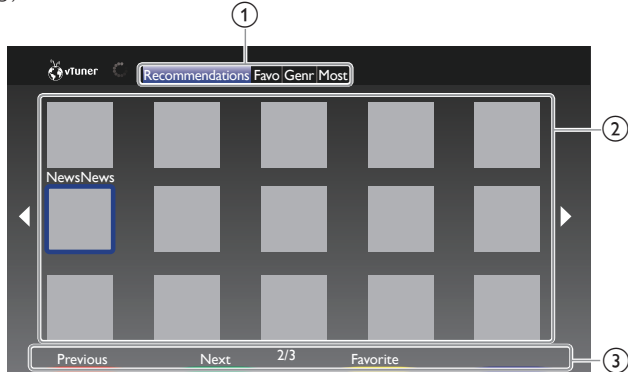 1
vTuner Recommendations Favo Genr Most
2
NewsNews
Previous Next 2/3 Favorite
3